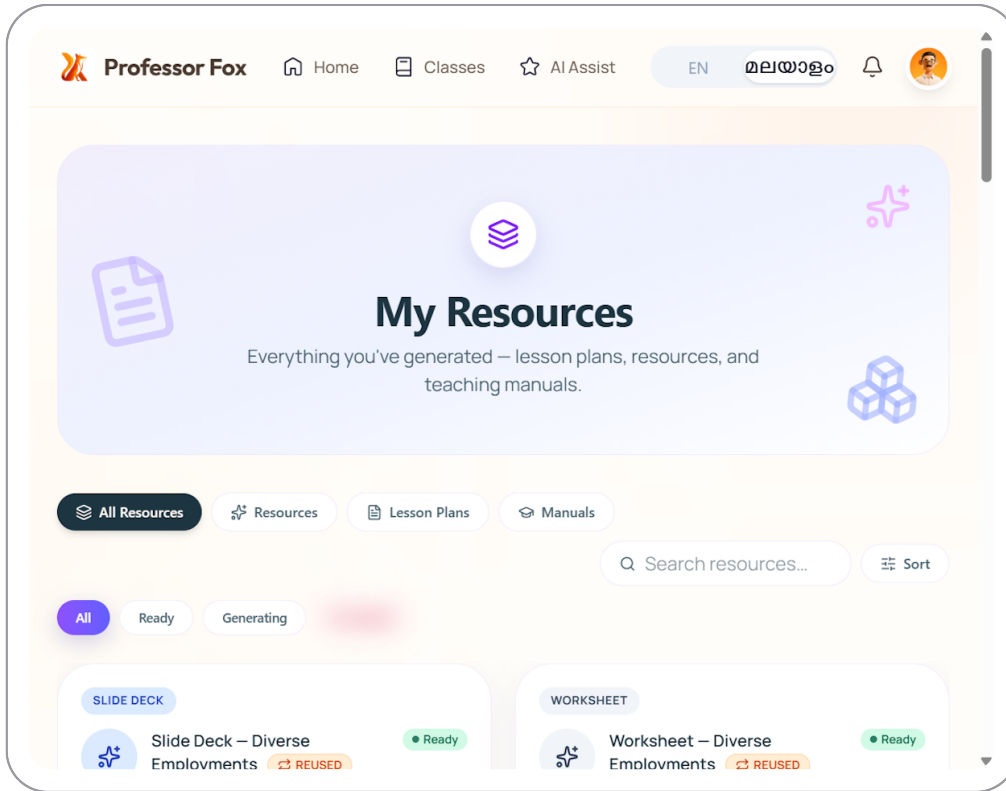 Professor Fox
Home
Classes
AI Assist
EN
മലയാളം
My Resources
Everything you've generated — lesson plans, resources, and
teaching manuals.
All Resources
Resources
Lesson Plans
Manuals
Search resources...
Sort
All
Ready
Generating
SLIDE DECK
Slide Deck — Diverse
Employments
REUSED
Ready
WORKSHEET
Worksheet — Diverse
Employments
REUSED
Ready